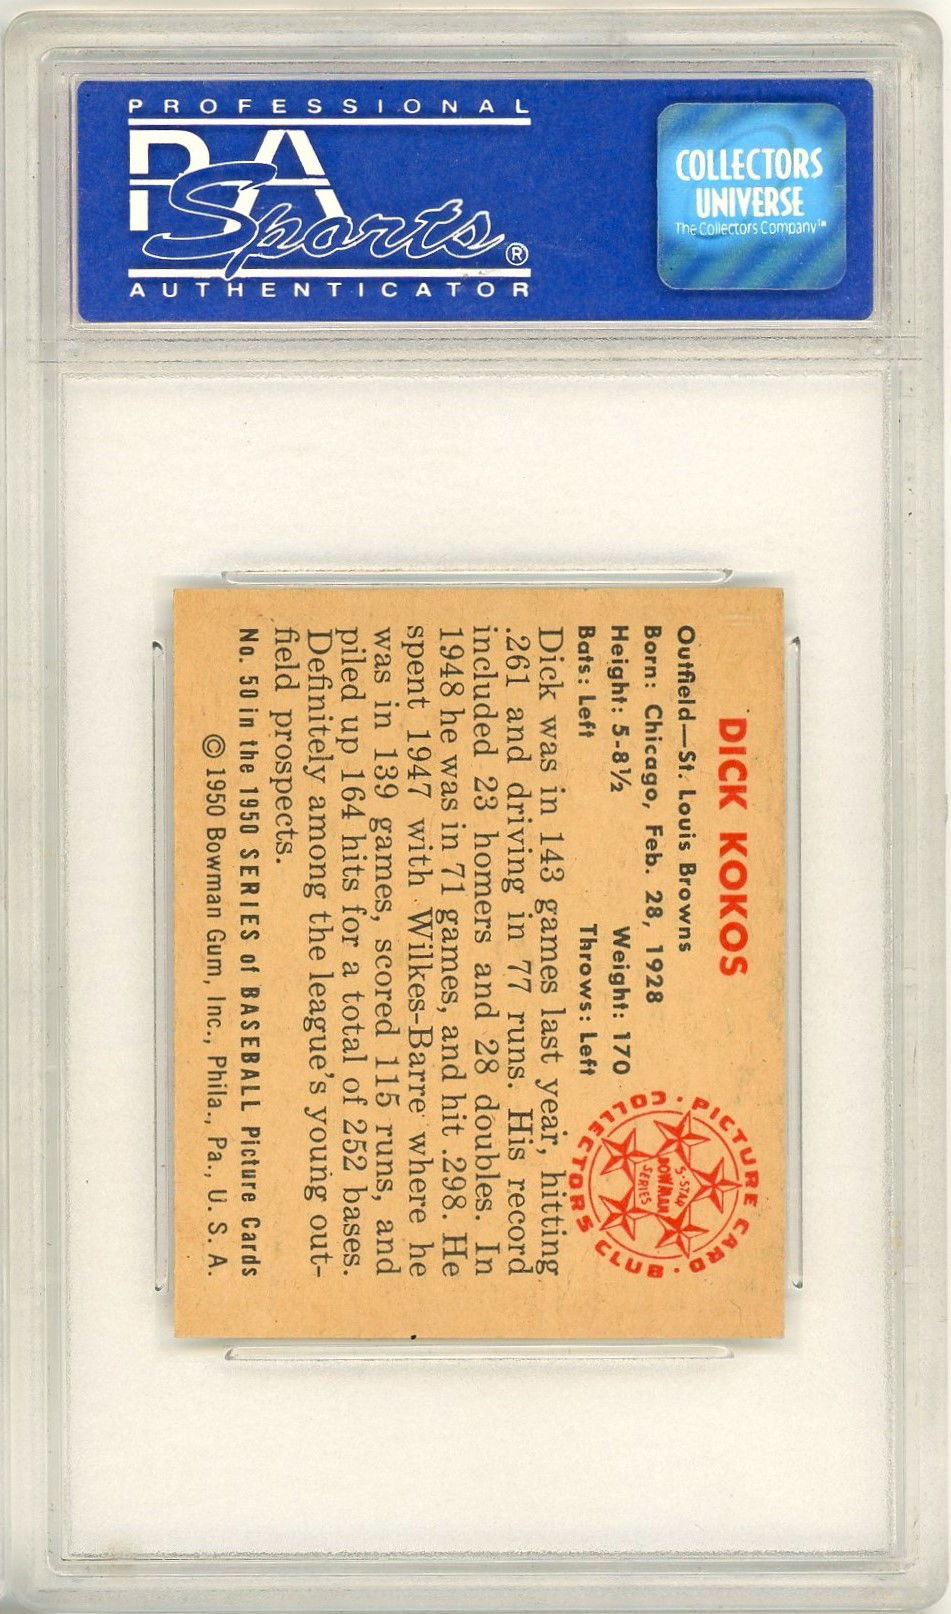 PROFESSIONAL
PSA
Sports®
AUTHENTICATOR
COLLECTORS
UNIVERSE
The Collectors Company™
DICK KOKOS
Outfield—St. Louis Browns
Born: Chicago, Feb. 28, 1928
Height: 5-8½ Weight: 170
Bats: Left Throws: Left
PICTURE CARD · COLLECTORS CLUB ·
5-STAR
BOWMAN
SERIES
Dick was in 143 games last year, hitting
.261 and driving in 77 runs. His record
included 23 homers and 28 doubles. In
1948 he was in 71 games, and hit .298. He
spent 1947 with Wilkes-Barre where he
was in 139 games, scored 115 runs, and
piled up 164 hits for a total of 252 bases.
Definitely among the league's young out-
field prospects.
No. 50 in the 1950 SERIES of BASEBALL Picture Cards
© 1950 Bowman Gum, Inc., Phila., Pa., U. S. A.